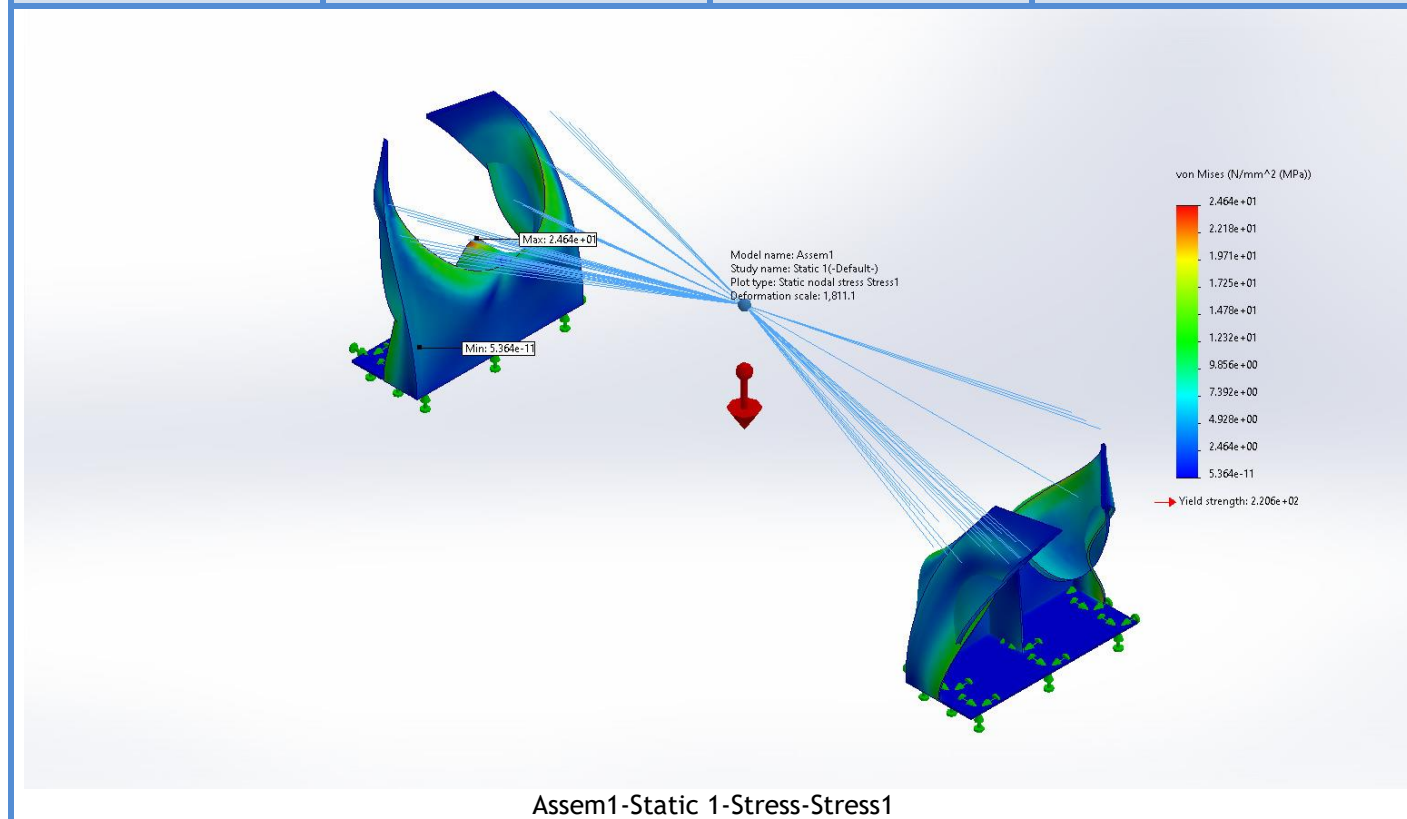 von Mises (N/mm^2 (MPa))
2.464e+01
2.218e+01
1.971e+01
1.725e+01
1.478e+01
1.232e+01
9.856e+00
7.392e+00
4.928e+00
2.464e+00
5.364e-11
Yield strength: 2.206e+02
Max: 2.464e+01
Model name: Assem1
Study name: Static 1(-Default-)
Plot type: Static nodal stress Stress1
Deformation scale: 1,811.1
Min: 5.364e-11
Assem1-Static 1-Stress-Stress1